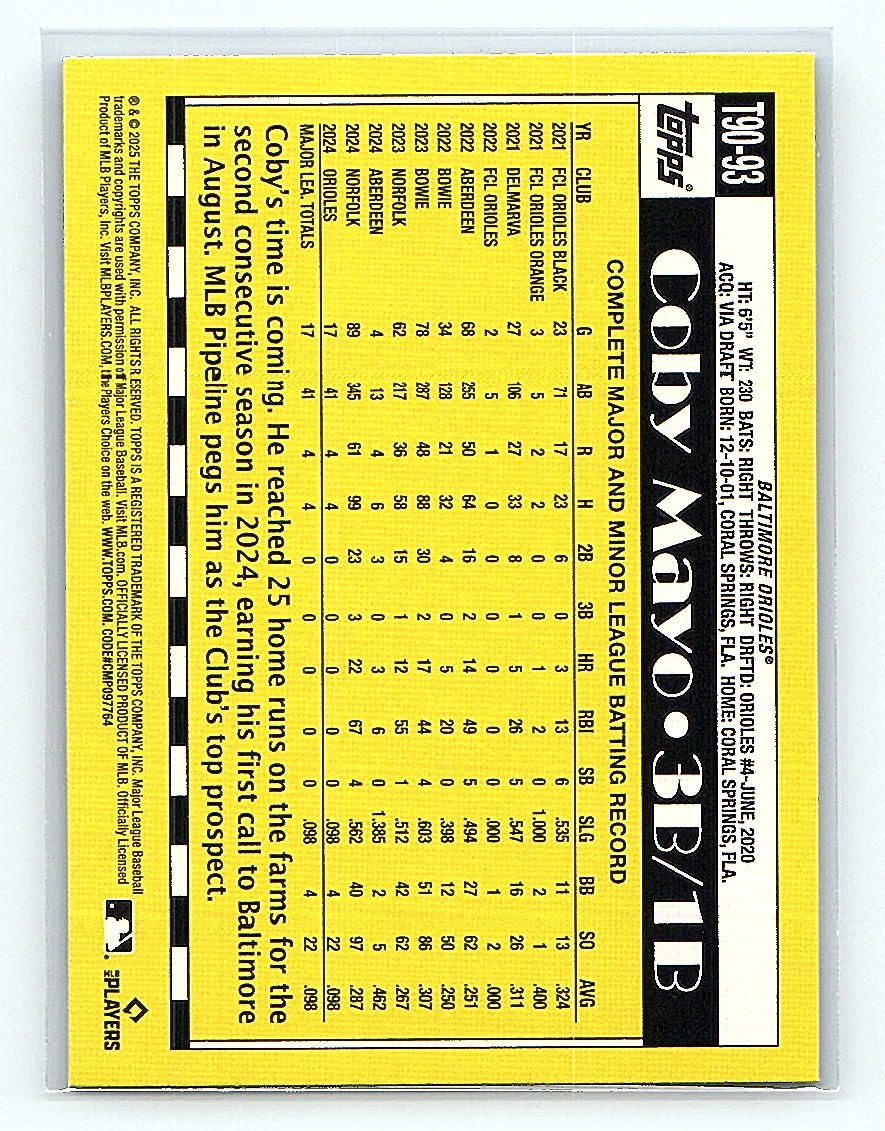 T90-93
topps®
BALTIMORE ORIOLES®
HT: 6'5" WT: 230 BATS: RIGHT THROWS: RIGHT DRFTD: ORIOLES #4-JUNE, 2020
ACQ: VIA DRAFT BORN: 12-10-01, CORAL SPRINGS, FLA. HOME: CORAL SPRINGS, FLA.
Coby Mayo • 3B/1B
COMPLETE MAJOR AND MINOR LEAGUE BATTING RECORD
YR CLUB G AB R H 2B 3B HR RBI SB SLG BB SO AVG
2021 FCL ORIOLES BLACK 23 71 17 23 6 0 3 13 6 .535 11 13 .324
2021 FCL ORIOLES ORANGE 3 5 2 2 0 0 1 2 0 1.000 2 1 .400
2021 DELMARVA 27 106 27 33 8 1 5 26 5 .547 16 26 .311
2022 FCL ORIOLES 2 5 1 0 0 0 0 0 0 .000 1 2 .000
2022 ABERDEEN 68 255 50 64 16 2 14 49 5 .494 27 62 .251
2022 BOWIE 34 128 21 32 4 0 5 20 0 .398 12 50 .250
2023 BOWIE 78 287 48 88 30 2 17 44 4 .603 51 86 .307
2023 NORFOLK 62 217 36 58 15 1 12 55 1 .512 42 62 .267
2024 ABERDEEN 4 13 4 6 3 0 3 6 0 1.385 2 5 .462
2024 NORFOLK 89 345 61 99 23 3 22 67 4 .562 40 97 .287
2024 ORIOLES 17 41 4 4 0 0 0 0 0 .098 4 22 .098
MAJOR LEA. TOTALS 17 41 4 4 0 0 0 0 0 .098 4 22 .098
Coby's time is coming. He reached 25 home runs on the farms for the
second consecutive season in 2024, earning his first call to Baltimore
in August. MLB Pipeline pegs him as the Club's top prospect.
® & © 2025 THE TOPPS COMPANY, INC. ALL RIGHTS R ESERVED. TOPPS IS A REGISTERED TRADEMARK OF THE TOPPS COMPANY, INC. Major League Baseball
trademarks and copyrights are used with permission of Major League Baseball. Visit MLB.com. OFFICIALLY LICENSED PRODUCT OF MLB. Officially Licensed
Product of MLB Players, Inc. Visit MLBPLAYERS.COM, the Players Choice on the web. WWW.TOPPS.COM. CODE#CMP097764
MLB PLAYERS